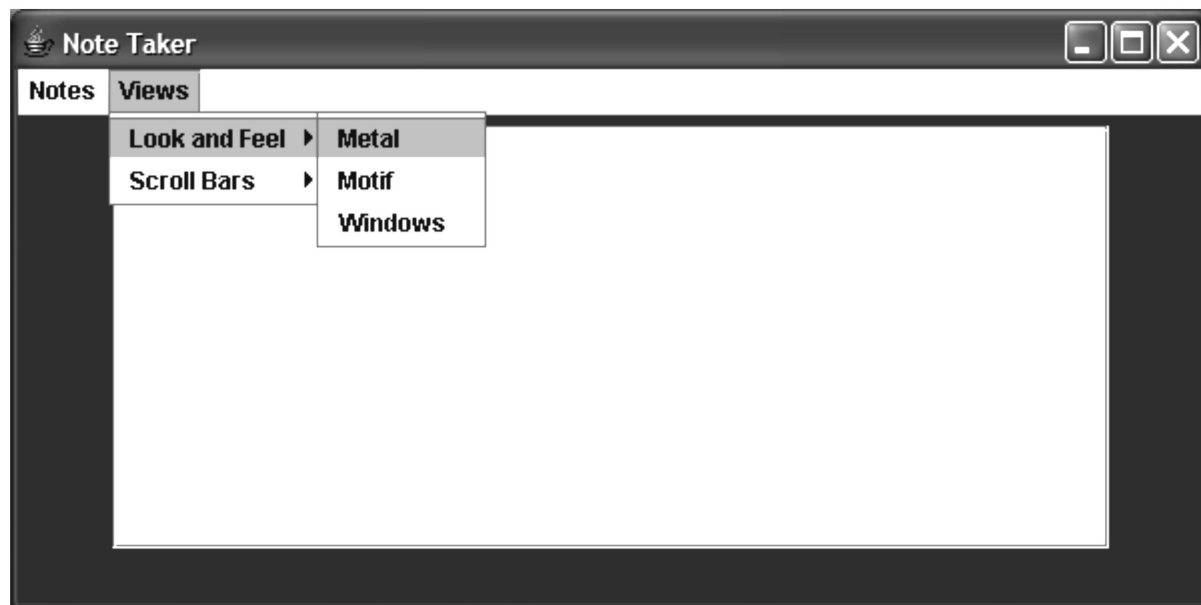 Note Taker
Notes Views
Look and Feel Metal
Scroll Bars Motif
Windows